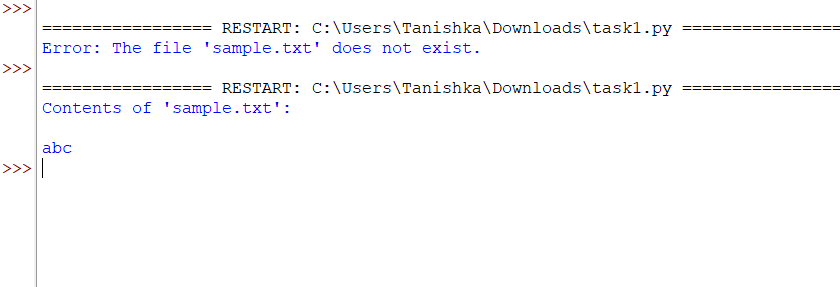 >>>
================= RESTART: C:\Users\Tanishka\Downloads\task1.py ================
Error: The file 'sample.txt' does not exist.
>>>
================= RESTART: C:\Users\Tanishka\Downloads\task1.py ================
Contents of 'sample.txt':
abc
>>>